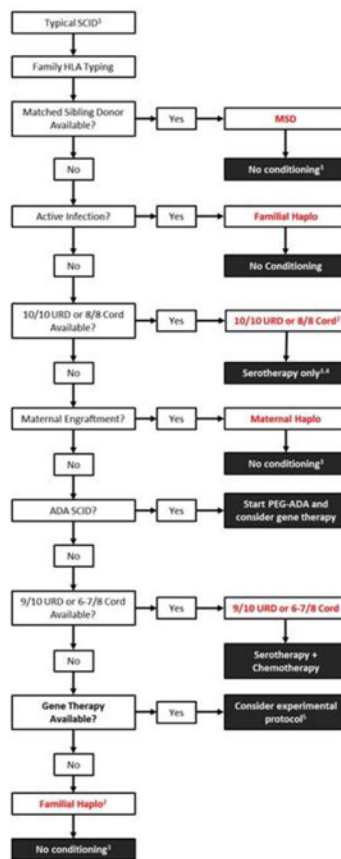 Typical SCID¹
Family HLA Typing
Matched Sibling Donor
Available?
Yes
MSD
No
No conditioning³
Active Infection?
Yes
Familial Haplo
No
No Conditioning
10/10 URD or 8/8 Cord
Available?
Yes
10/10 URD or 8/8 Cord²
No
Serotherapy only³,⁴
Maternal Engraftment?
Yes
Maternal Haplo
No
No conditioning³
ADA SCID?
Yes
Start PEG-ADA and
consider gene therapy
No
9/10 URD or 6-7/8 Cord
Available?
Yes
9/10 URD or 6-7/8 Cord
No
Serotherapy +
Chemotherapy
Gene Therapy
Available?
Yes
Consider experimental
protocol⁵
No
Familial Haplo²
No conditioning³